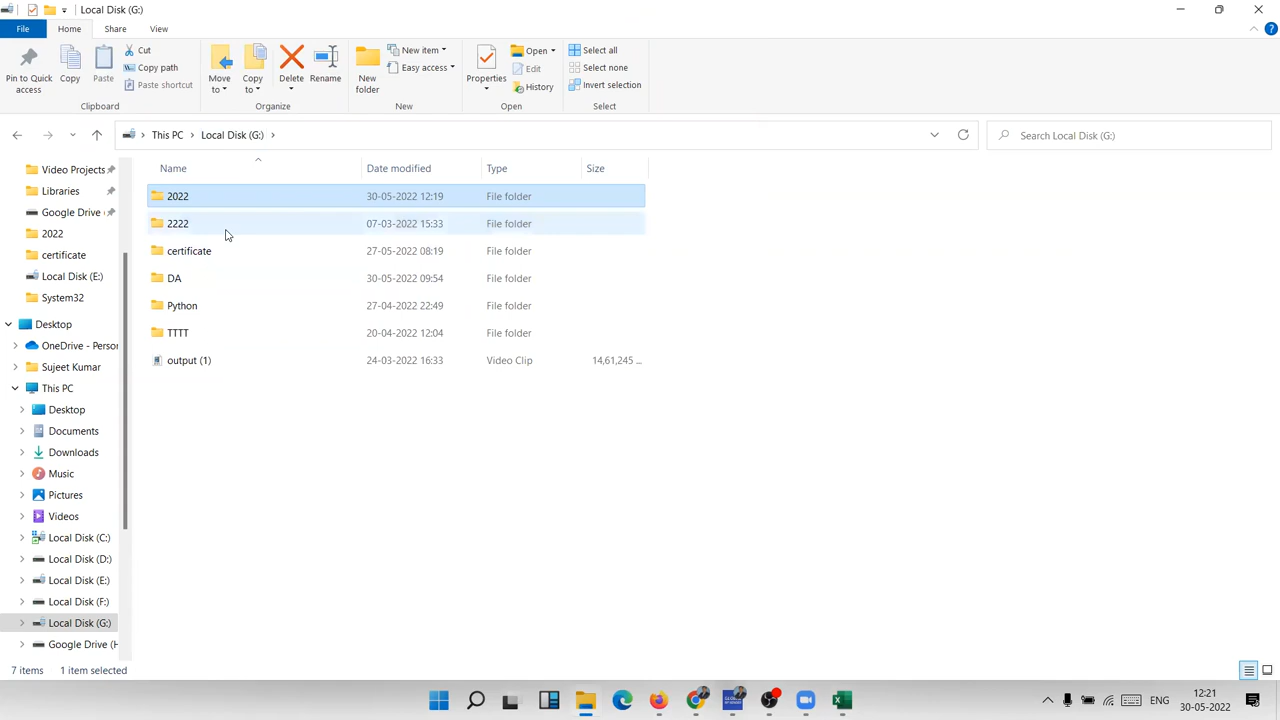 Local Disk (G:)
File Home Share View
Pin to Quick access
Copy
Paste
Cut
Copy path
Paste shortcut
Clipboard
Move to
Copy to
Delete
Rename
Organize
New folder
New item
Easy access
New
Properties
Open
Edit
History
Open
Select all
Select none
Invert selection
Select
This PC Local Disk (G:)
Search Local Disk (G:)
Name Date modified Type Size
2022 30-05-2022 12:19 File folder
2222 07-03-2022 15:33 File folder
certificate 27-05-2022 08:19 File folder
DA 30-05-2022 09:54 File folder
Python 27-04-2022 22:49 File folder
TTTT 20-04-2022 12:04 File folder
output (1) 24-03-2022 16:33 Video Clip 14,61,245 ...
Video Projects
Libraries
Google Drive
2022
certificate
Local Disk (E:)
System32
Desktop
OneDrive - Person
Sujeet Kumar
This PC
Desktop
Documents
Downloads
Music
Pictures
Videos
Local Disk (C:)
Local Disk (D:)
Local Disk (E:)
Local Disk (F:)
Local Disk (G:)
Google Drive (H
7 items 1 item selected
ENG
12:21
30-05-2022